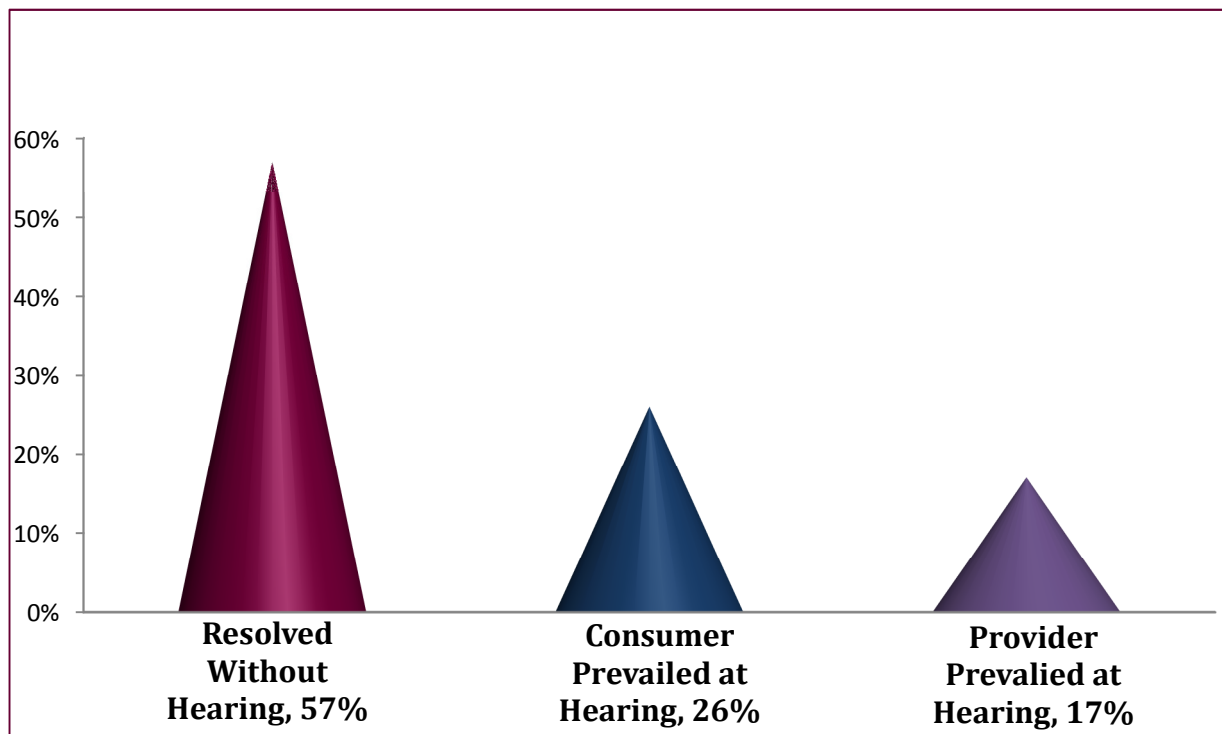 60%
50%
40%
30%
20%
10%
0%
Resolved
Without
Hearing, 57%
Consumer
Prevailed at
Hearing, 26%
Provider
Prevalied at
Hearing, 17%